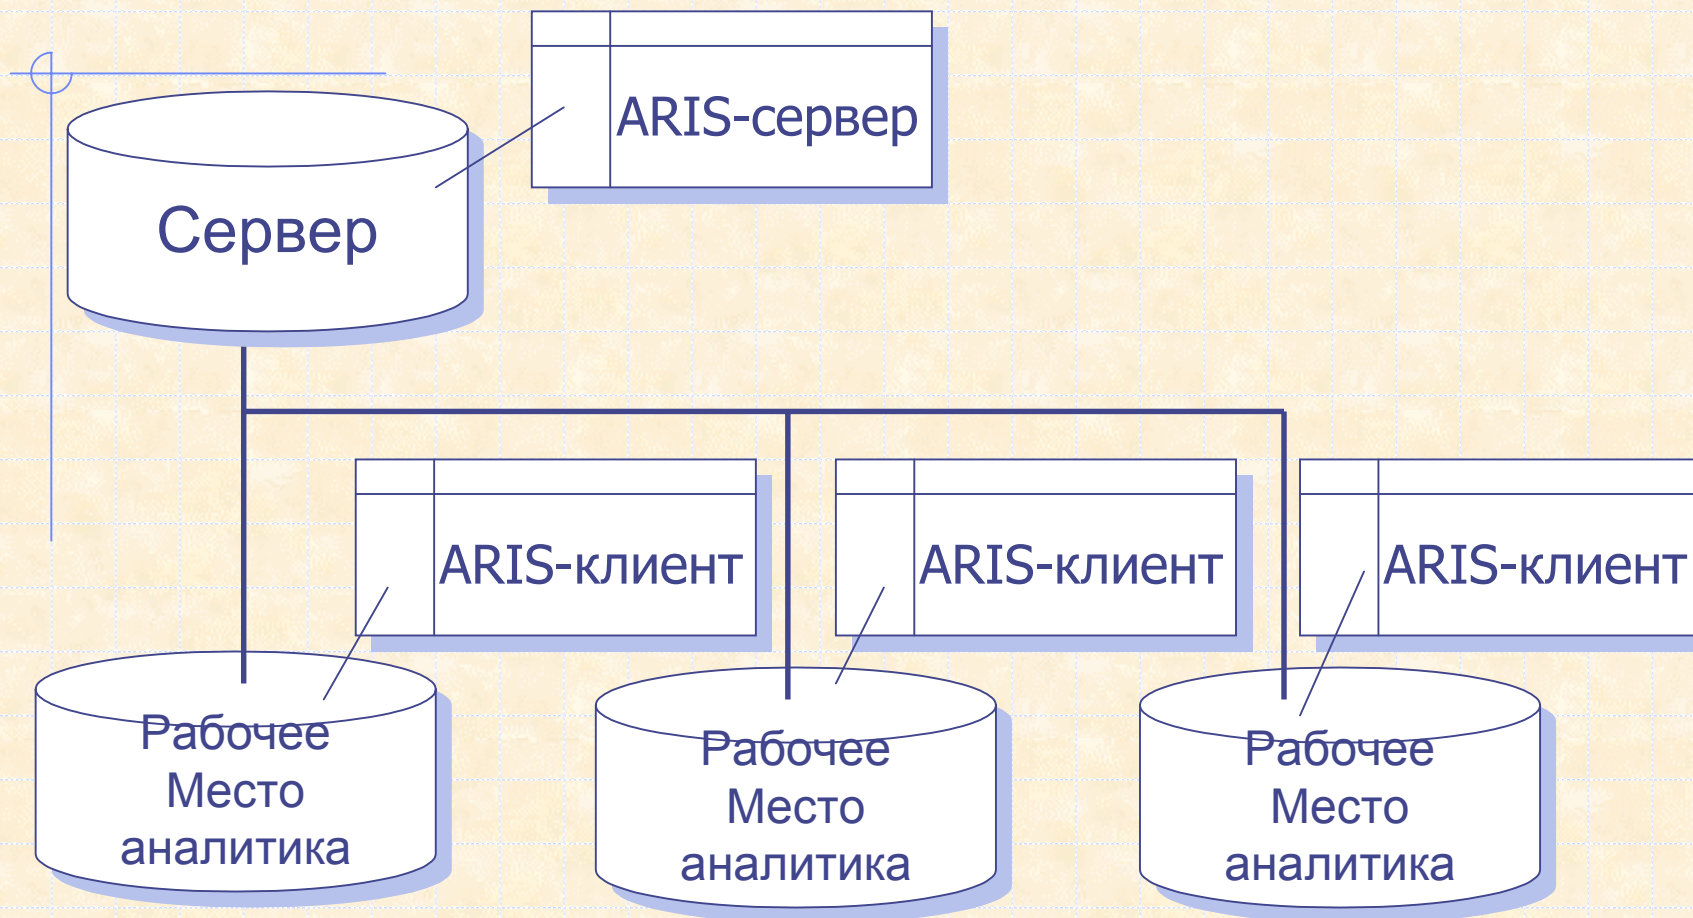 ARIS-сервер
Сервер
ARIS-клиент
ARIS-клиент
ARIS-клиент
Рабочее
Место
аналитика
Рабочее
Место
аналитика
Рабочее
Место
аналитика